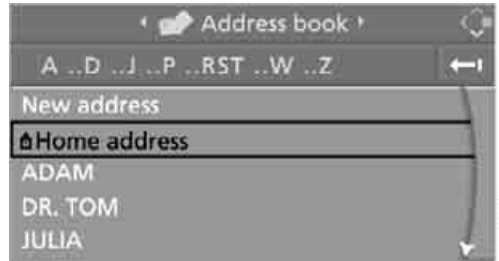 Address book
A ..D ..J ..P ..RST ..W ..Z
New address
Home address
ADAM
DR. TOM
JULIA